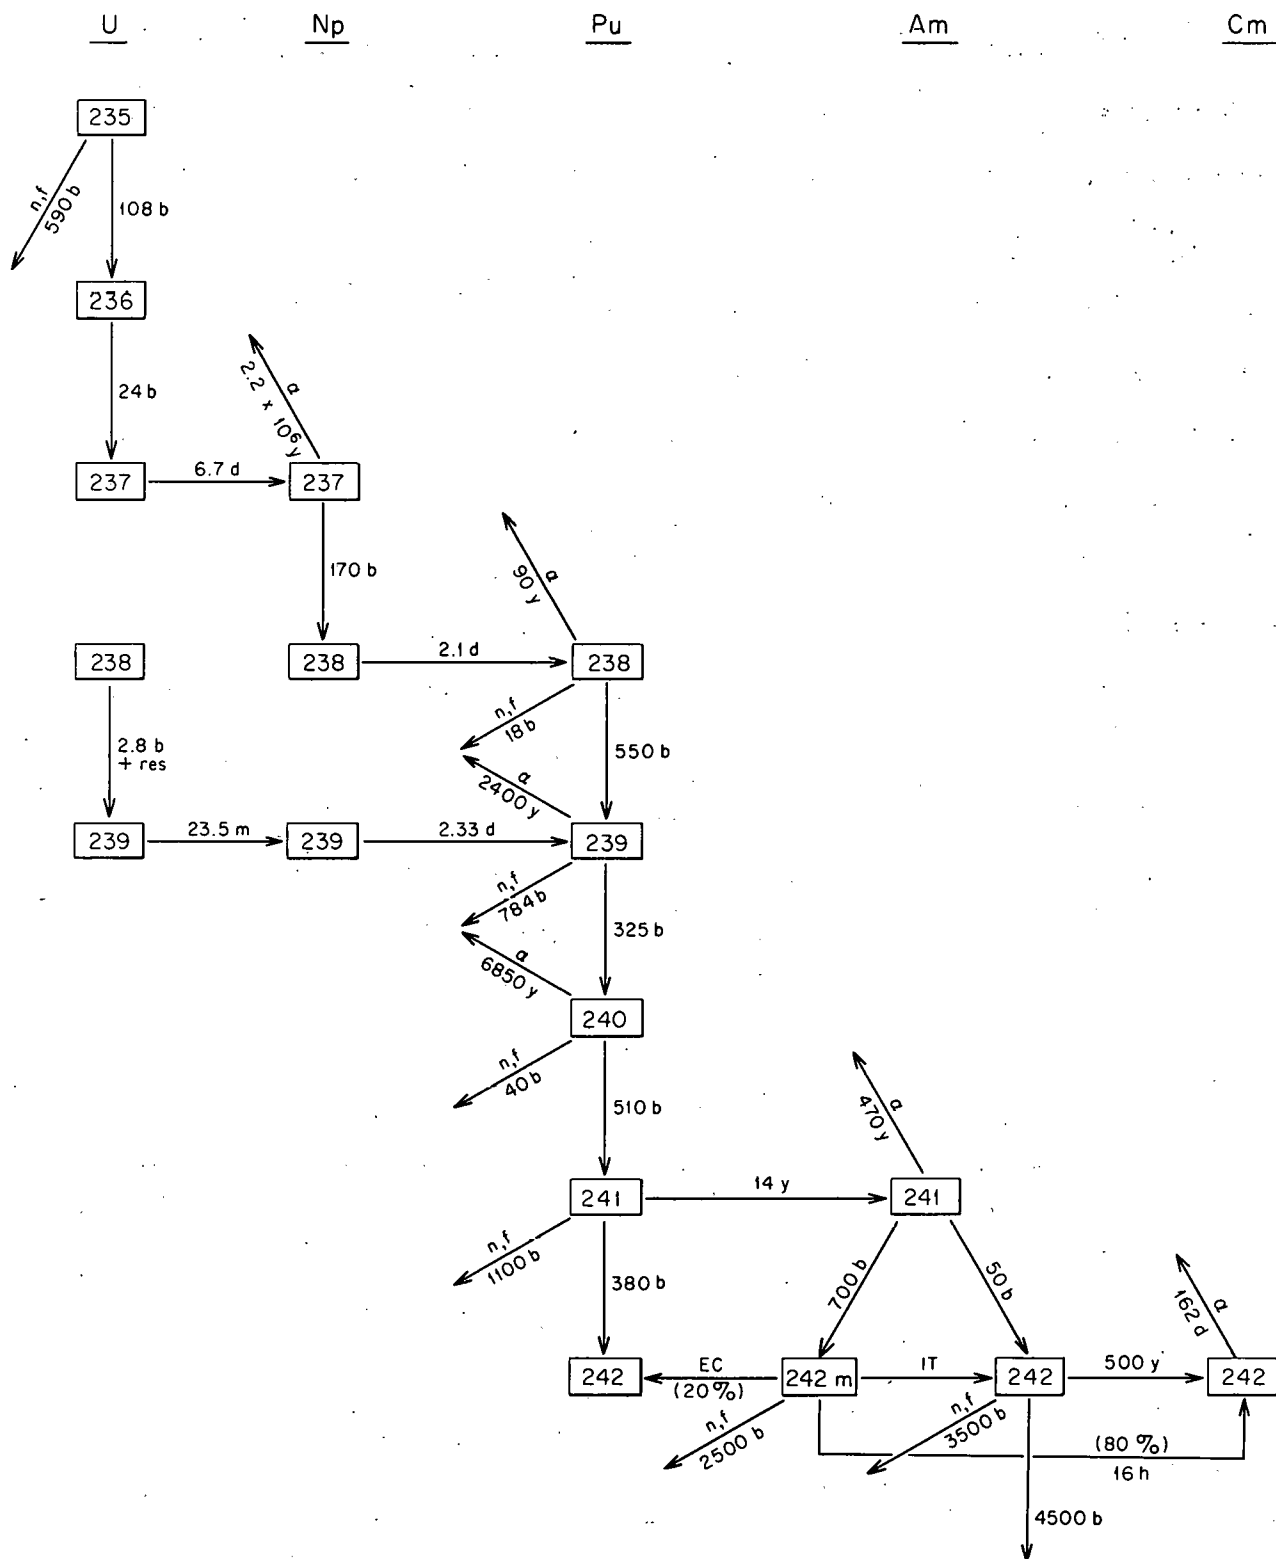 U Np Pu Am Cm
235
n,f
590 b
108 b
236
24 b
α
2.2 x 10⁶ y
237
6.7 d
237
170 b
α
90 y
238
238
2.1 d
238
2.8 b
+ res
n,f
18 b
550 b
α
2400 y
239
23.5 m
239
2.33 d
239
n,f
784 b
325 b
α
6850 y
240
n,f
40 b
510 b
α
470 y
241
14 y
241
n,f
1100 b
380 b
700 b
50 b
α
162 d
242
EC
(20 %)
242 m
IT
242
500 y
242
n,f
2500 b
n,f
3500 b
(80 %)
16 h
4500 b